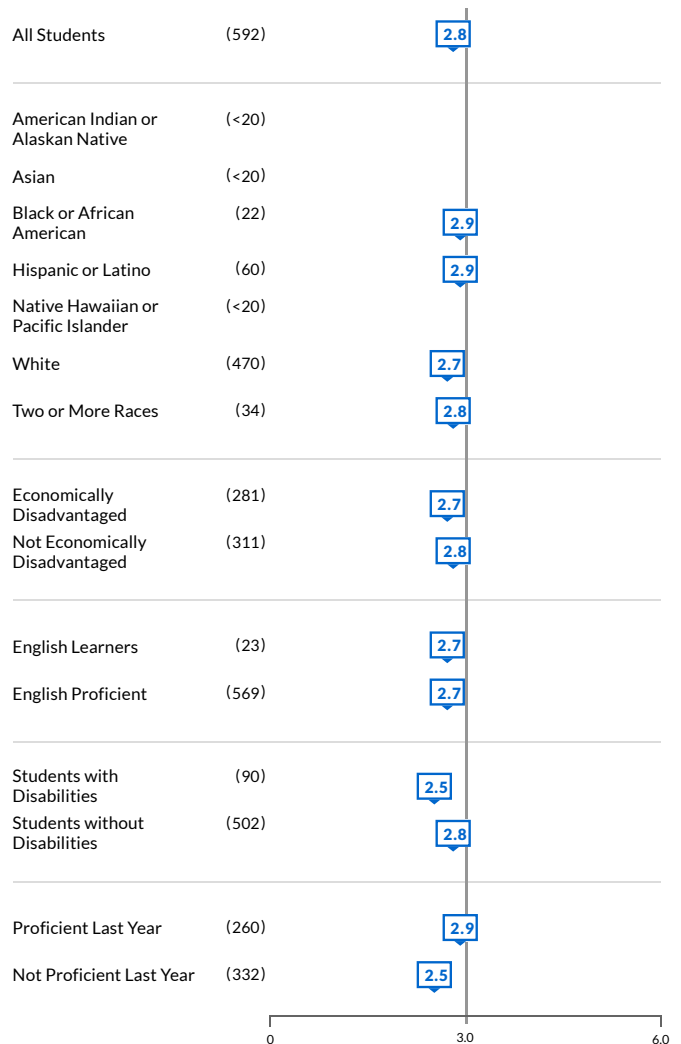 All Students (592) 2.8
American Indian or (<20)
Alaskan Native
Asian (<20)
Black or African (22) 2.9
American
Hispanic or Latino (60) 2.9
Native Hawaiian or (<20)
Pacific Islander
White (470) 2.7
Two or More Races (34) 2.8
Economically (281) 2.7
Disadvantaged
Not Economically (311) 2.8
Disadvantaged
English Learners (23) 2.7
English Proficient (569) 2.7
Students with (90) 2.5
Disabilities
Students without (502) 2.8
Disabilities
Proficient Last Year (260) 2.9
Not Proficient Last Year (332) 2.5
0 3.0 6.0